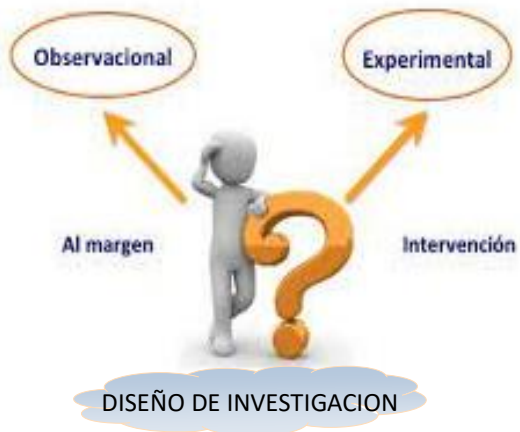 Observacional
Experimental
Al margen
Intervención
DISEÑO DE INVESTIGACION